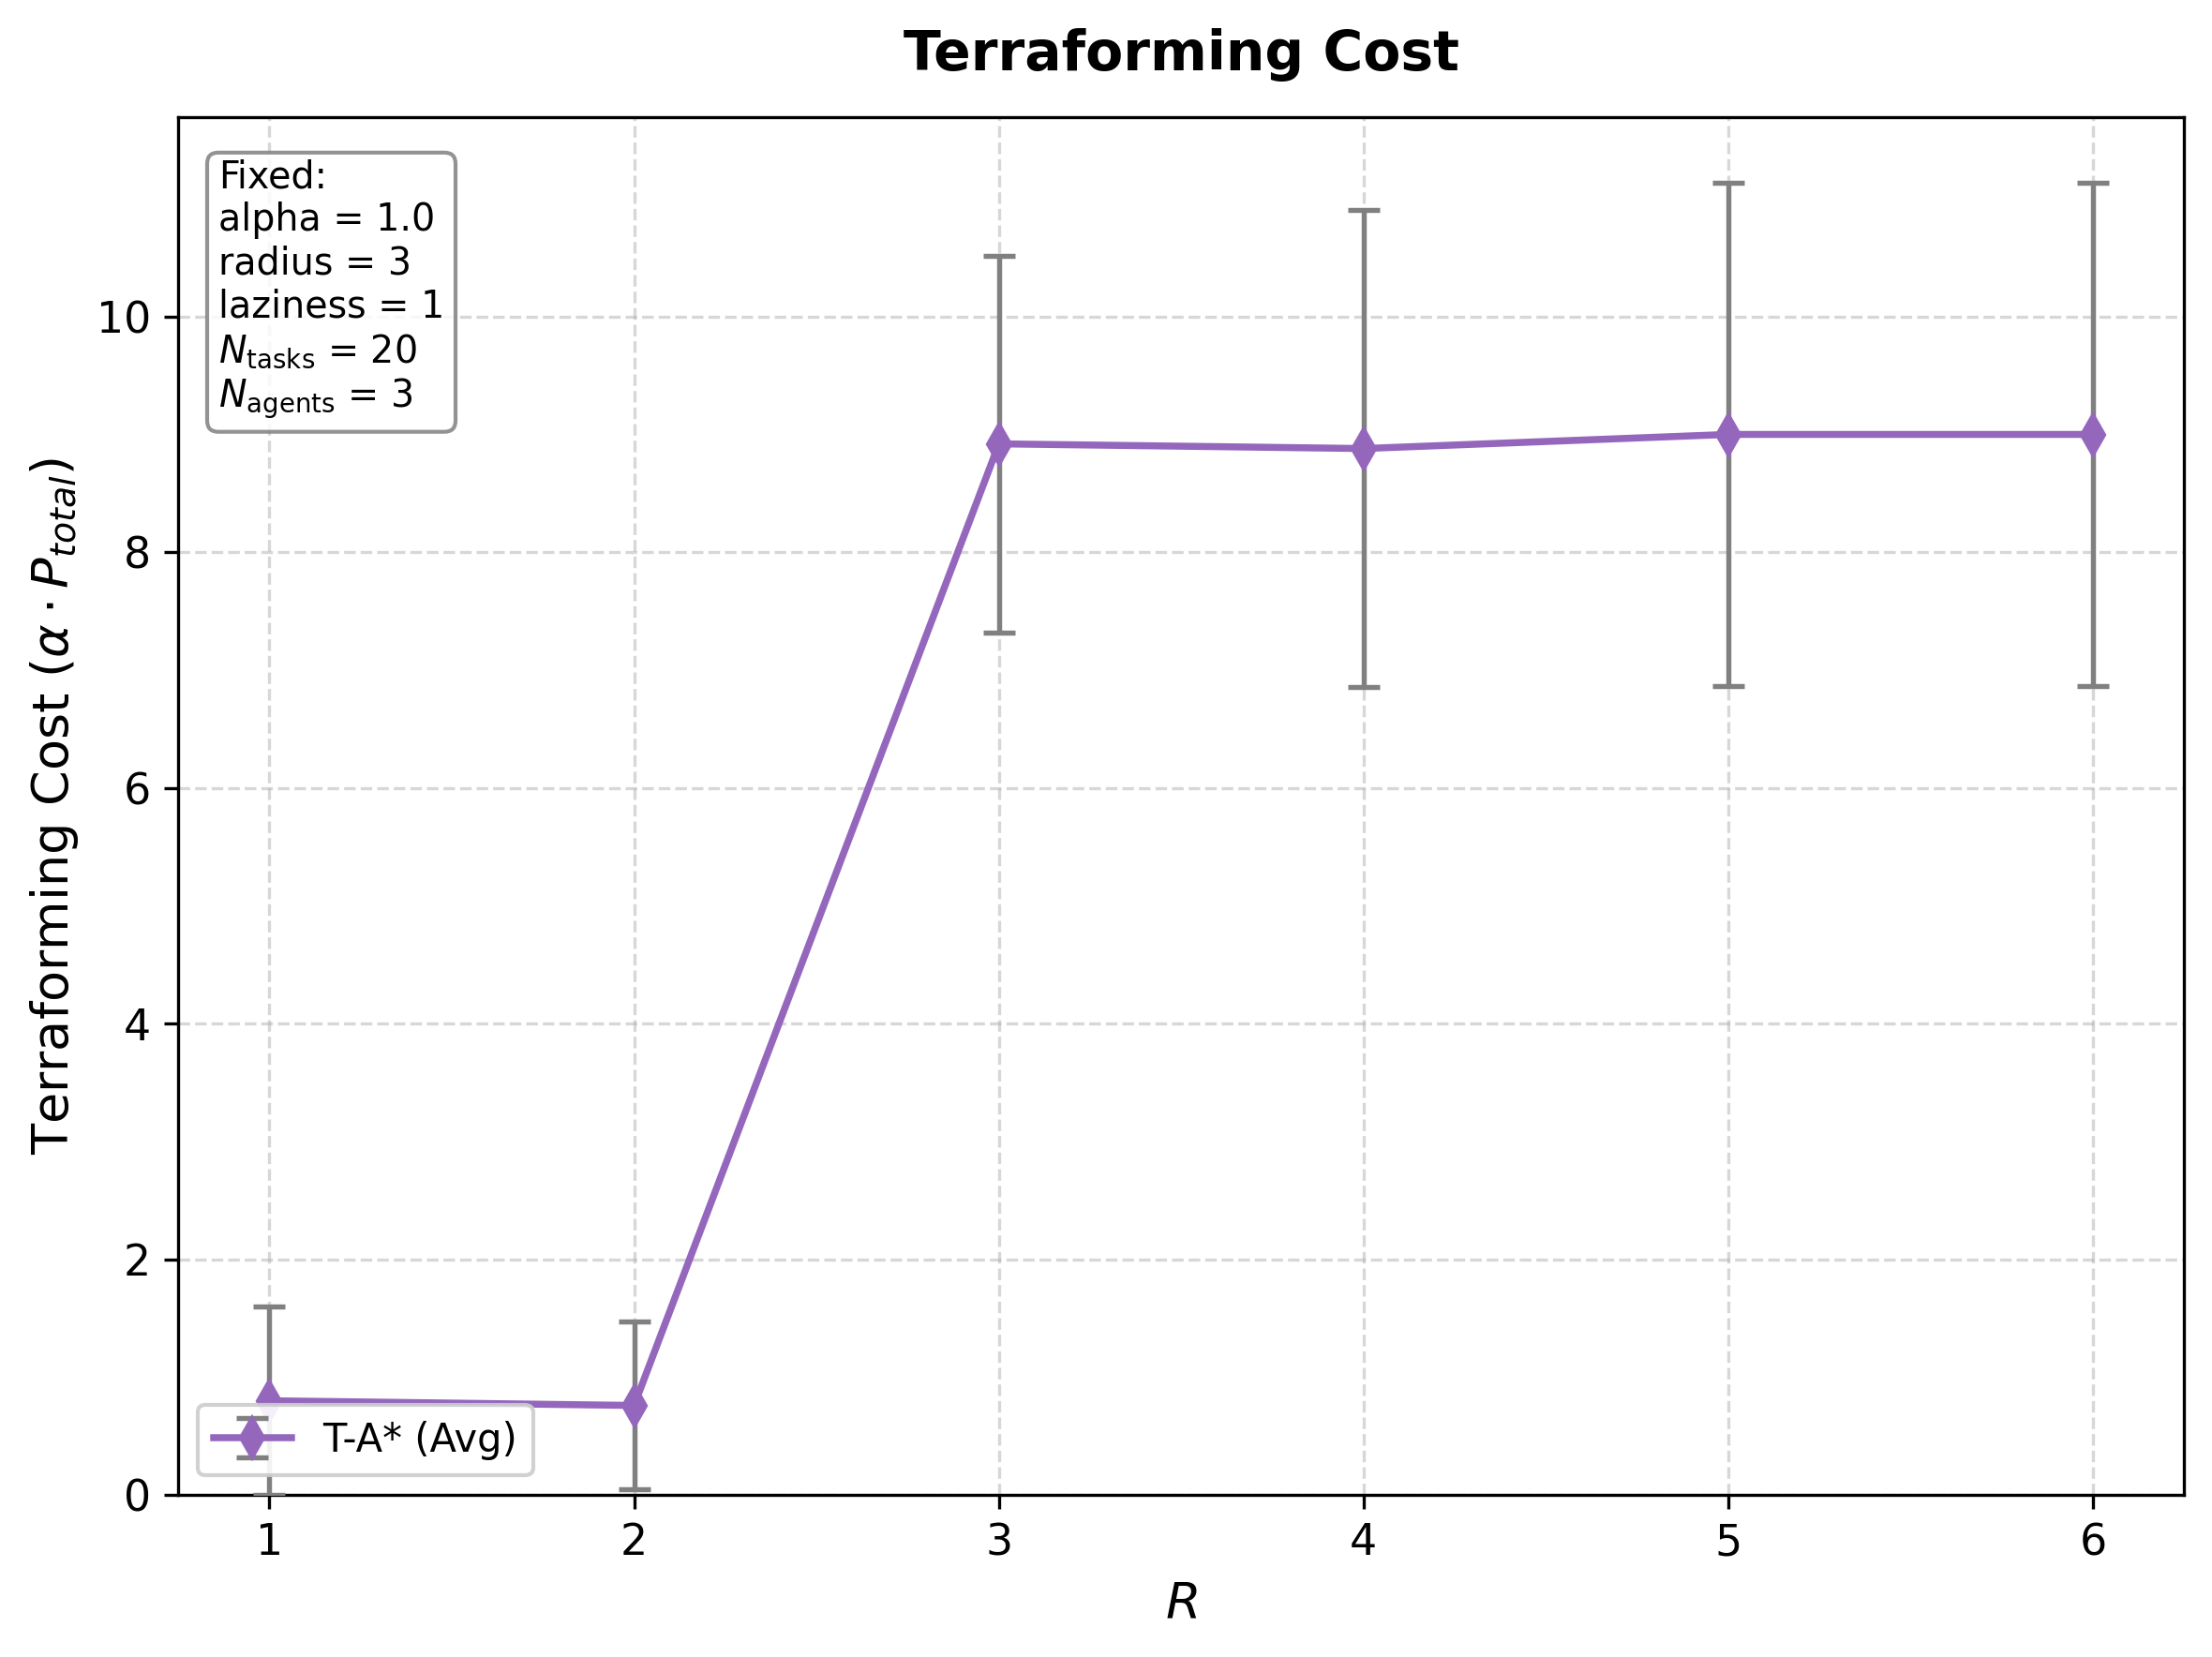 Terraforming Cost
Fixed:
alpha = 1.0
radius = 3
laziness = 1
N_tasks = 20
N_agents = 3
Terraforming Cost (α · P_total)
10
8
6
4
2
0
T-A* (Avg)
1 2 3 4 5 6
R